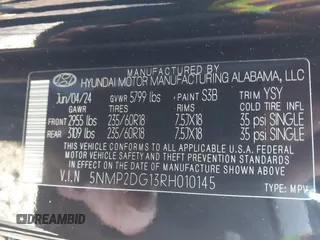 MANUFACTURED BY
HYUNDAI MOTOR MANUFACTURING ALABAMA, LLC
Jun/04/24 GVWR 5799 lbs PAINT S3B TRIM YSY
GAWR TIRES RIMS COLD TIRE INF.
FRONT 2955 lbs 235/60R18 7.5JX18 35 psi SINGLE
REAR 3109 lbs 235/60R18 7.5JX18 35 psi SINGLE
THIS VEHICLE CONFORMS TO ALL APPLICABLE
FEDERAL MOTOR VEHICLE SAFETY, BUMPER, AND
THEFT PREVENTION STANDARDS IN EFFECT
ON THE DATE OF MANUFACTURE SHOWN ABOVE
V.I.N 5NMP2DG13RH010145 TYPE: MPV
DREAMBID